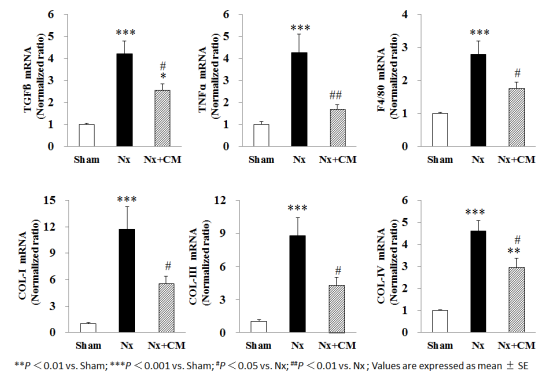 TGFß mRNA
(Normalized ratio)
6
5
4
3
2
1
0
***
#
*
Sham Nx Nx+CM
TNFα mRNA
(Normalized ratio)
6
5
4
3
2
1
0
***
##
Sham Nx Nx+CM
F4/80 mRNA
(Normalized ratio)
4
3
2
1
0
***
#
Sham Nx Nx+CM
COL-I mRNA
(Normalized ratio)
15
12
9
6
3
0
***
#
Sham Nx Nx+CM
COL-III mRNA
(Normalized ratio)
12
9
6
3
0
***
#
Sham Nx Nx+CM
COL-IV mRNA
(Normalized ratio)
6
5
4
3
2
1
0
***
#
**
Sham Nx Nx+CM
**P＜0.01 vs. Sham; ***P＜0.001 vs. Sham; #P＜0.05 vs. Nx; ##P＜0.01 vs. Nx ; Values are expressed as mean ± SE